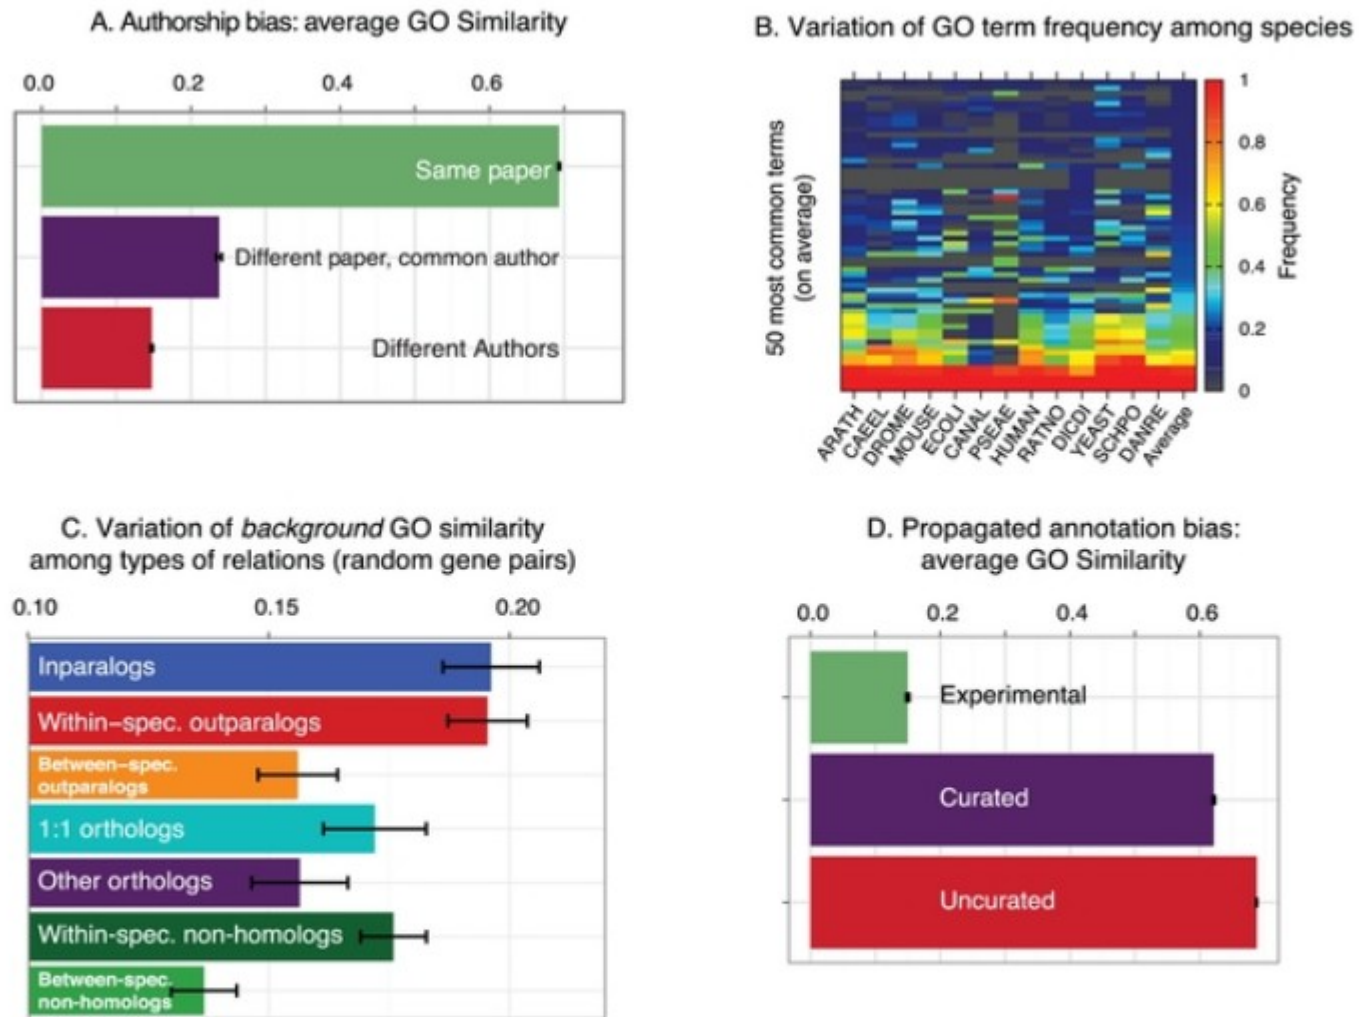 A. Authorship bias: average GO Similarity
0.0 0.2 0.4 0.6
Same paper
Different paper, common author
Different Authors
B. Variation of GO term frequency among species
50 most common terms
(on average)
1
0.8
0.6
0.4
0.2
0
Frequency
ARATH
CAEEL
DROME
MOUSE
ECOLI
CANAL
PSEAE
HUMAN
RATNO
DICDI
YEAST
SCHPO
DANRE
Average
C. Variation of background GO similarity
among types of relations (random gene pairs)
0.10 0.15 0.20
Inparalogs
Within–spec. outparalogs
Between–spec.
outparalogs
1:1 orthologs
Other orthologs
Within-spec. non-homologs
Between-spec.
non-homologs
D. Propagated annotation bias:
average GO Similarity
0.0 0.2 0.4 0.6
Experimental
Curated
Uncurated